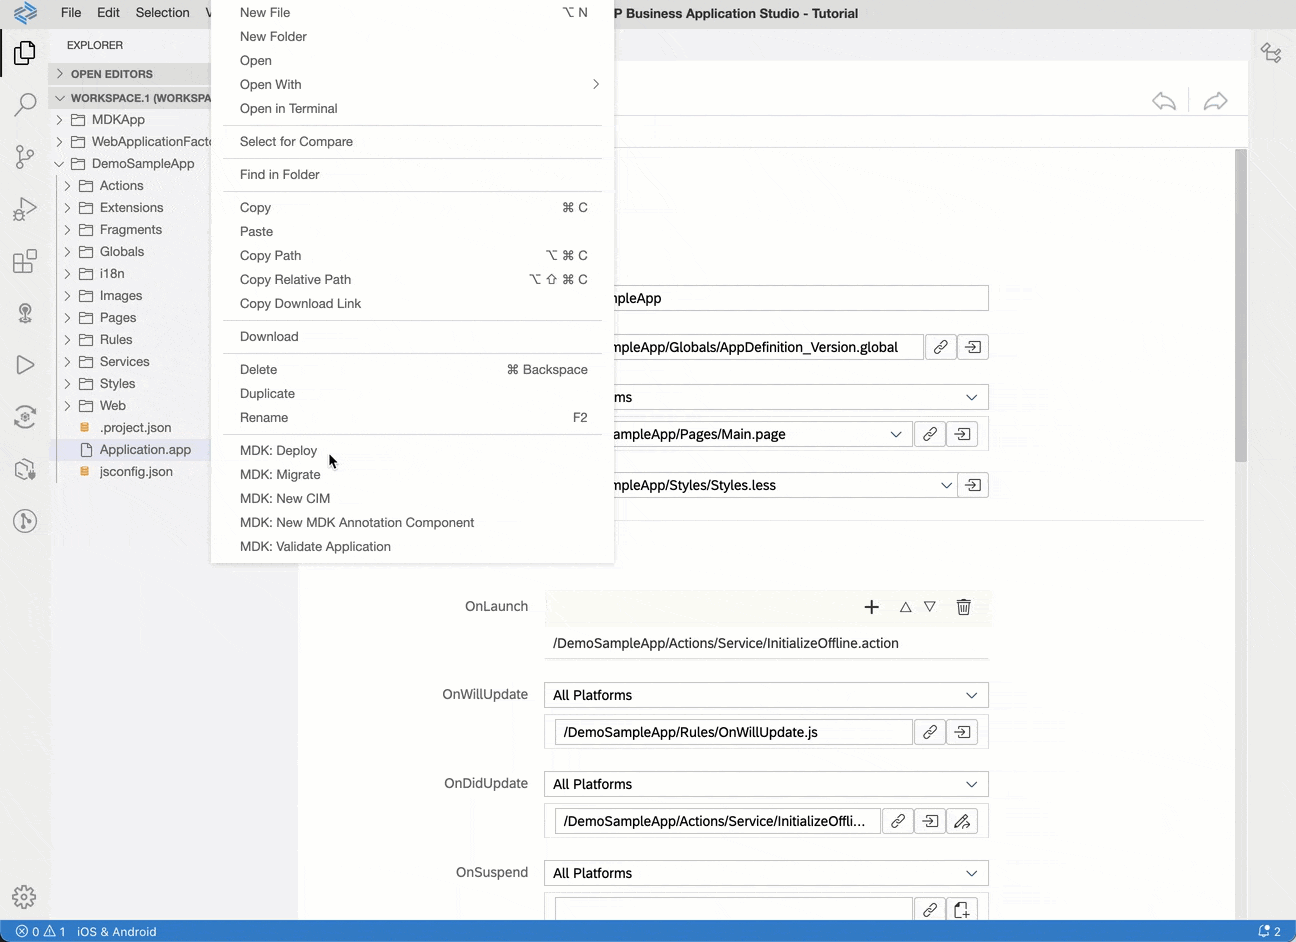 File Edit Selection
P Business Application Studio - Tutorial
EXPLORER
OPEN EDITORS
WORKSPACE.1 (WORKSPA
MDKApp
WebApplicationFacto
DemoSampleApp
Actions
Extensions
Fragments
Globals
i18n
Images
Pages
Rules
Services
Styles
Web
.project.json
Application.app
jsconfig.json
New File ⌥ N
New Folder
Open
Open With
Open in Terminal
Select for Compare
Find in Folder
Copy ⌘ C
Paste
Copy Path ⌥ ⌘ C
Copy Relative Path ⌥ ⇧ ⌘ C
Copy Download Link
Download
Delete ⌘ Backspace
Duplicate
Rename F2
MDK: Deploy
MDK: Migrate
MDK: New CIM
MDK: New MDK Annotation Component
MDK: Validate Application
mpleApp
mpleApp/Globals/AppDefinition_Version.global
ms
ampleApp/Pages/Main.page
mpleApp/Styles/Styles.less
OnLaunch
/DemoSampleApp/Actions/Service/InitializeOffline.action
OnWillUpdate All Platforms
/DemoSampleApp/Rules/OnWillUpdate.js
OnDidUpdate All Platforms
/DemoSampleApp/Actions/Service/InitializeOffli...
OnSuspend All Platforms
0 1 iOS & Android 2